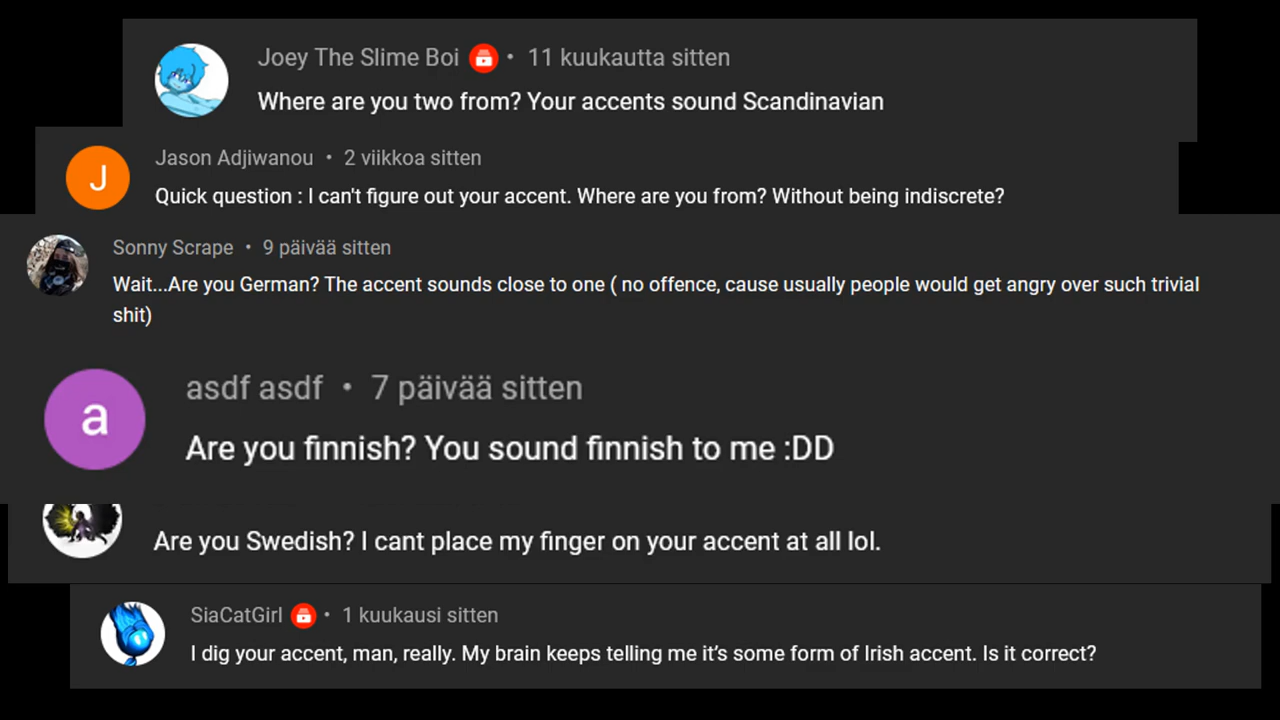 Joey The Slime Boi • 11 kuukautta sitten
Where are you two from? Your accents sound Scandinavian
J
Jason Adjiwanou • 2 viikkoa sitten
Quick question : I can't figure out your accent. Where are you from? Without being indiscrete?
Sonny Scrape • 9 päivää sitten
Wait...Are you German? The accent sounds close to one ( no offence, cause usually people would get angry over such trivial
shit)
a
asdf asdf • 7 päivää sitten
Are you finnish? You sound finnish to me :DD
Are you Swedish? I cant place my finger on your accent at all lol.
SiaCatGirl • 1 kuukausi sitten
I dig your accent, man, really. My brain keeps telling me it’s some form of Irish accent. Is it correct?